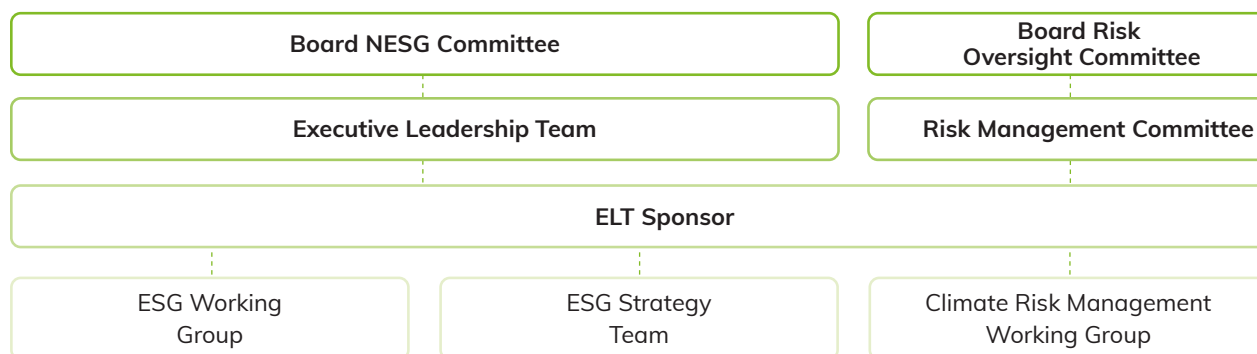 Board NESG Committee
Board Risk
Oversight Committee
Executive Leadership Team
Risk Management Committee
ELT Sponsor
ESG Working
Group
ESG Strategy
Team
Climate Risk Management
Working Group